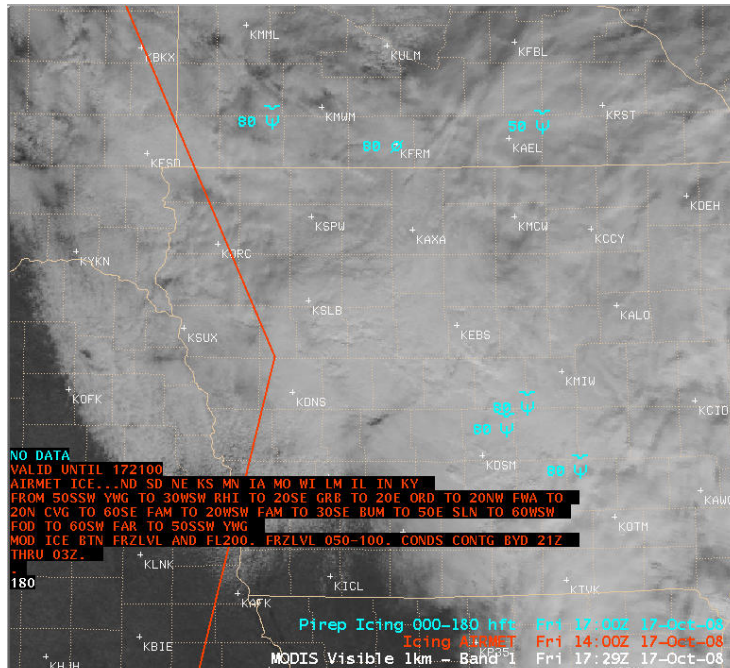 KMML
KBKX
KULM
KFBL
KMWM
80
50
KRST
80
KFRM
KAEL
KFSD
KOEH
KSPW
KAXA
KMCW
KCCY
KORC
KYKN
KSLB
KALO
KSUX
KEBS
KMIW
KOFK
KDNS
KCID
80
80
KDSM
80
NO DATA
VALID UNTIL 172100
AIRMET ICE...ND SD NE KS MN IA MO WI LM IL IN KY
FROM 50SSW YWG TO 30WSW RHI TO 20SE GRB TO 20E ORD TO 20NW FWA TO
20N CVG TO 60SE FAM TO 20WSW FAM TO 30SE BUM TO 50E SLN TO 60WSW
FOD TO 60SW FAR TO 50SSW YWG
MOD ICE BTN FRZLVL AND FL200. FRZLVL 050-100. CONDS CONTG BYD 21Z
THRU 03Z.
.
KAWG
KOTM
KLNK
180
KICL
KTVK
KAFK
Pirep Icing 000-180 hft Fri 17:00Z 17-Oct-08
KBIE
Icing AIRMET Fri 14:00Z 17-Oct-08
KHJH
MODIS Visible 1km - Band 1 Fri 17:29Z 17-Oct-08